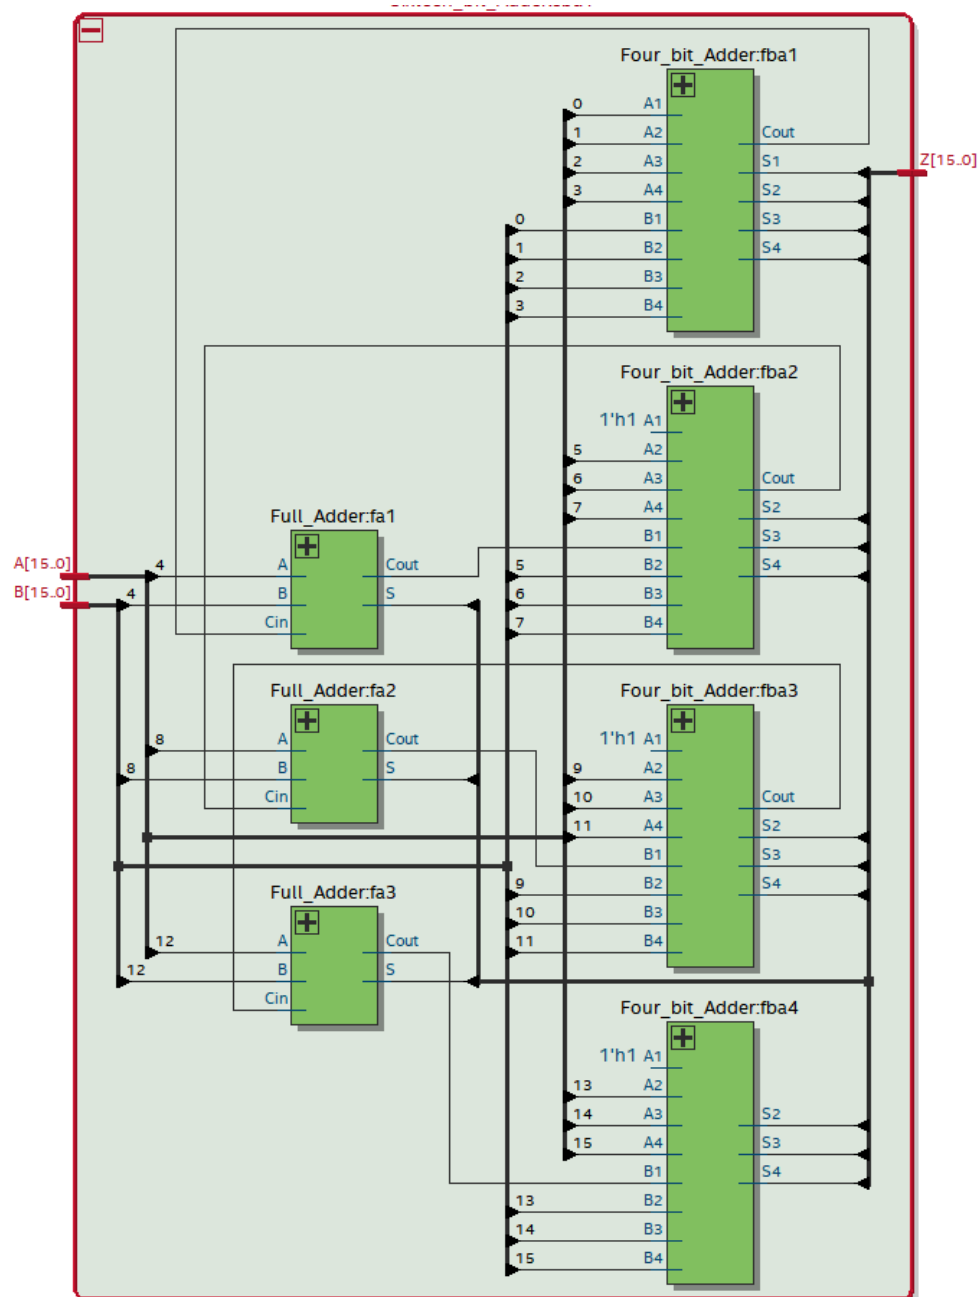 Four_bit_Adder:fba1
0 A1
1 A2 Cout
2 A3 S1 Z[15..0]
3 A4 S2
0 B1 S3
1 B2 S4
2 B3
3 B4
Four_bit_Adder:fba2
1'h1 A1
5 A2
6 A3 Cout
7 A4 S2
B1 S3
5 B2 S4
6 B3
7 B4
Full_Adder:fa1
A[15..0] 4 A Cout
B[15..0] 4 B S
Cin
Full_Adder:fa2
8 A Cout
8 B S
Cin
Four_bit_Adder:fba3
1'h1 A1
9 A2
10 A3 Cout
11 A4 S2
B1 S3
9 B2 S4
10 B3
11 B4
Full_Adder:fa3
12 A Cout
12 B S
Cin
Four_bit_Adder:fba4
1'h1 A1
13 A2
14 A3 S2
15 A4 S3
B1 S4
13 B2
14 B3
15 B4